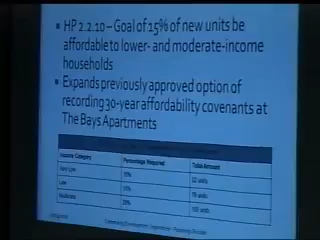 ▪ HP 2.2.10 – Goal of 15% of new units be
affordable to lower- and moderate-income
households
▪ Expands previously approved option of
recording 30-year affordability covenants at
The Bays Apartments
Income Category Percentage Required Total Amount
Very Low
Low
Moderate